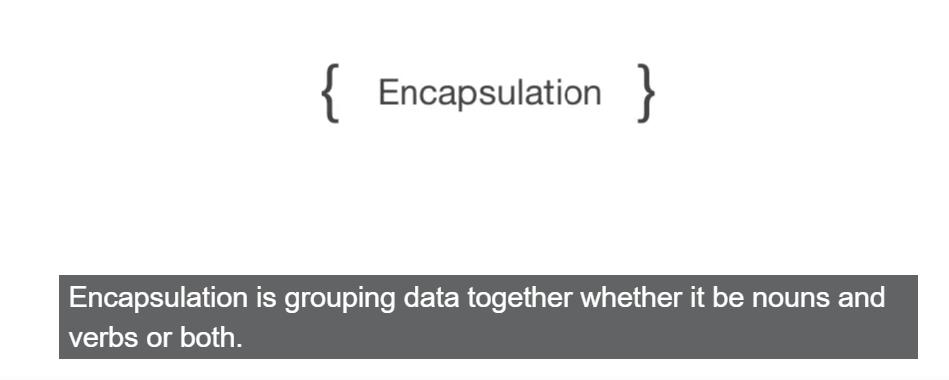 { Encapsulation }
Encapsulation is grouping data together whether it be nouns and
verbs or both.